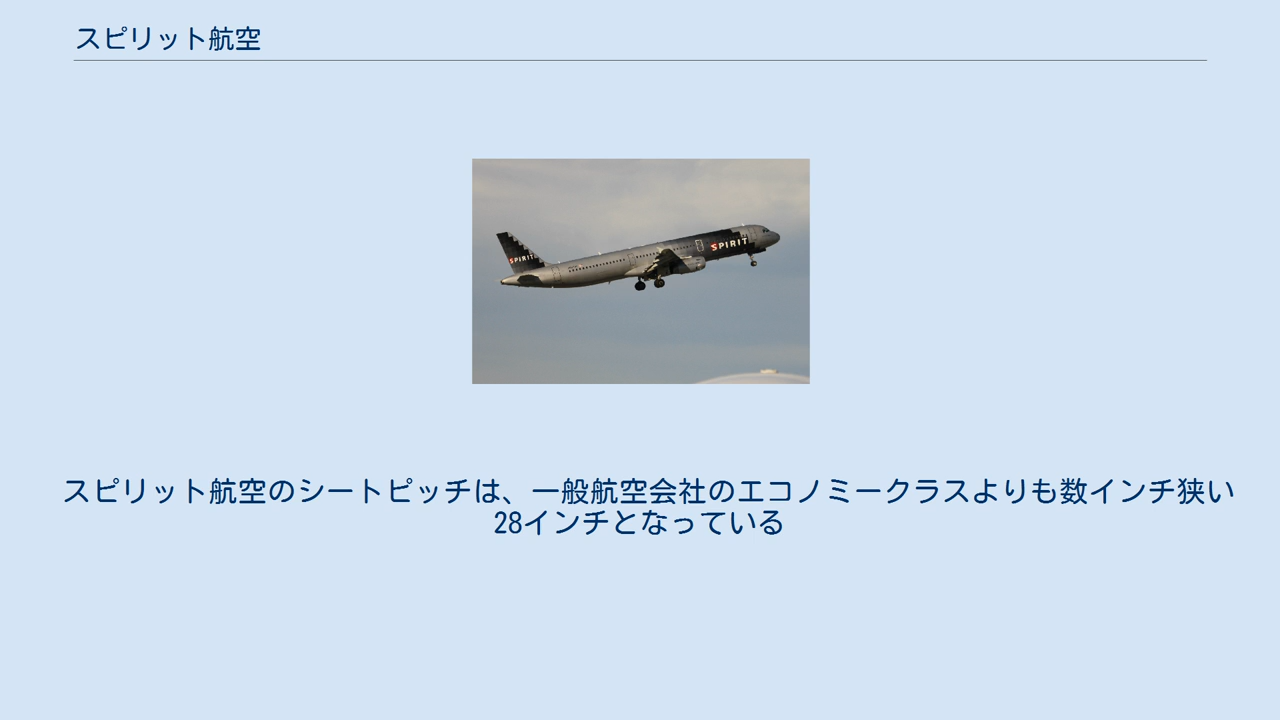 スピリット航空
SPIRIT
SPIRIT
スピリット航空のシートピッチは、一般航空会社のエコノミークラスよりも数インチ狭い
28インチとなっている